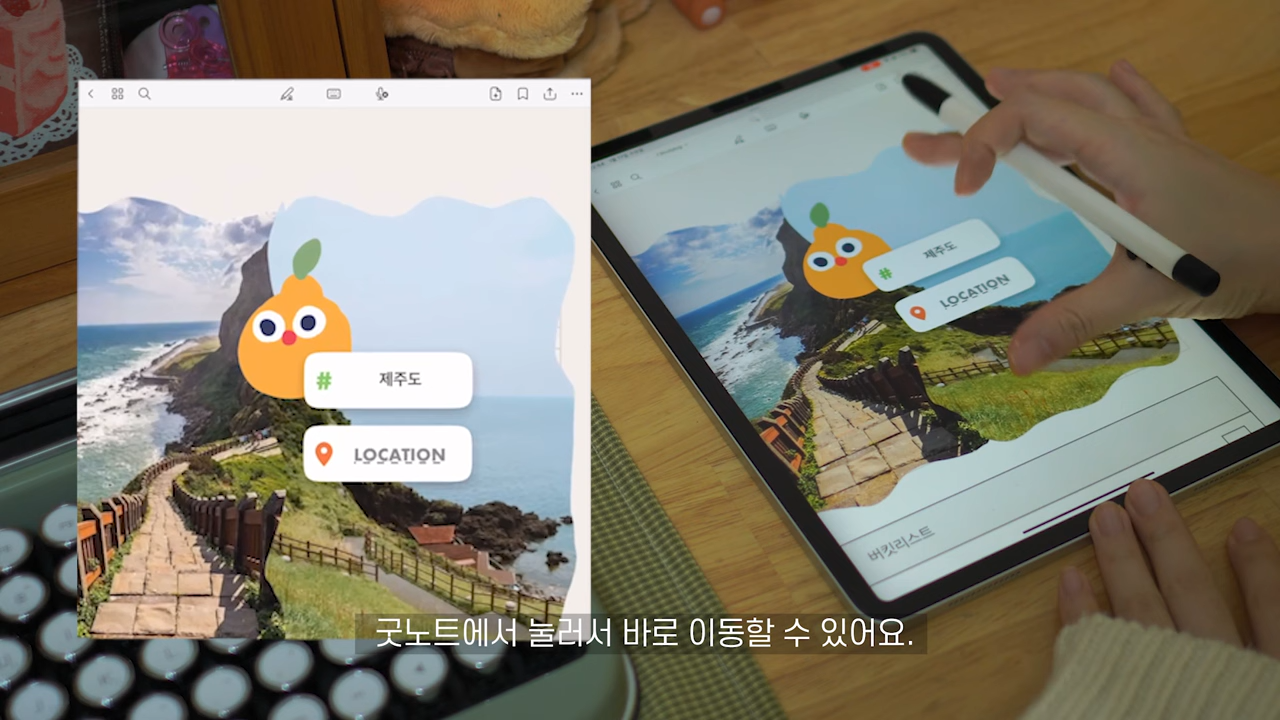 # 제주도
LOCATION
# 제주도
LOCATION
버킷리스트
굿노트에서 눌러서 바로 이동할 수 있어요.